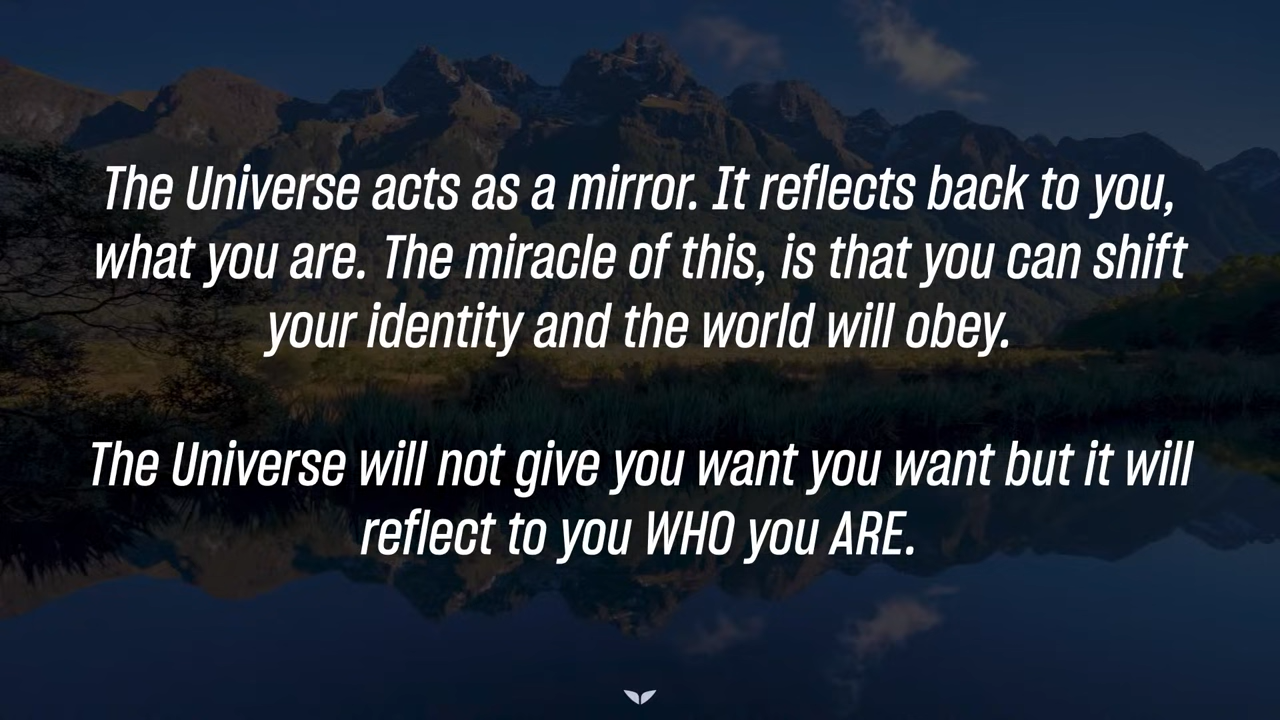 The Universe acts as a mirror. It reflects back to you,
what you are. The miracle of this, is that you can shift
your identity and the world will obey.
The Universe will not give you want you want but it will
reflect to you WHO you ARE.